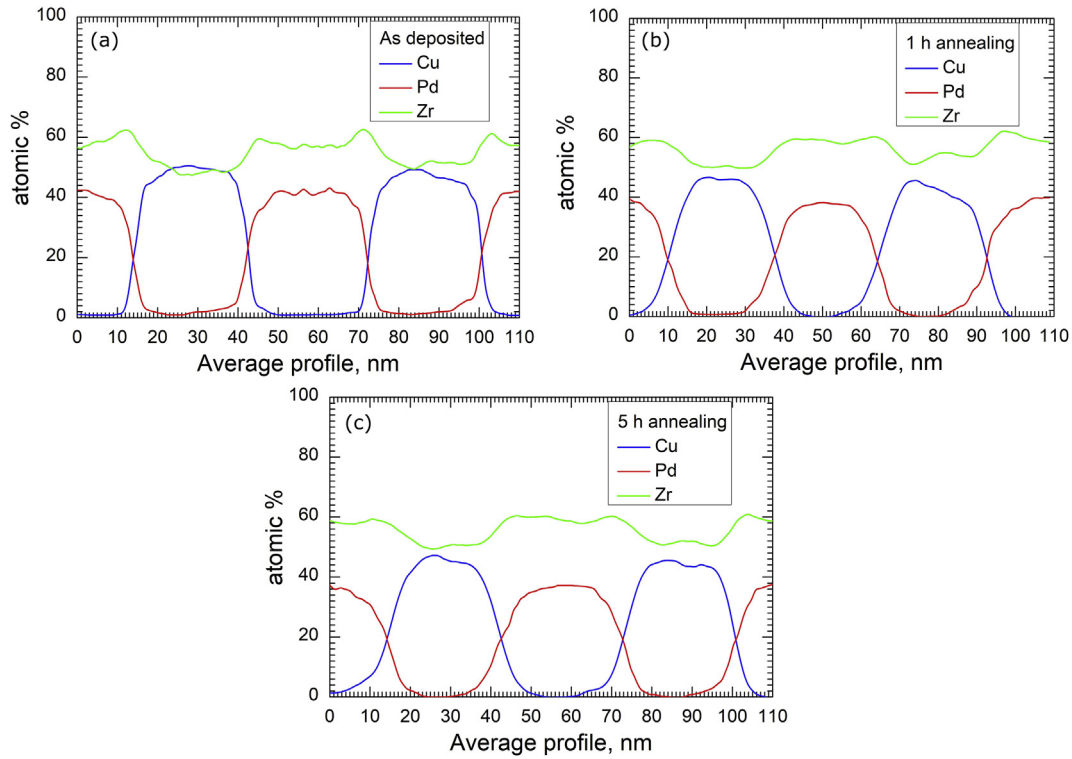 (a)
As deposited
Cu
Pd
Zr
100
80
60
40
20
0
atomic %
0 10 20 30 40 50 60 70 80 90 100 110
Average profile, nm
(b)
1 h annealing
Cu
Pd
Zr
100
80
60
40
20
0
atomic %
0 10 20 30 40 50 60 70 80 90 100 110
Average profile, nm
(c)
5 h annealing
Cu
Pd
Zr
100
80
60
40
20
0
atomic %
0 10 20 30 40 50 60 70 80 90 100 110
Average profile, nm